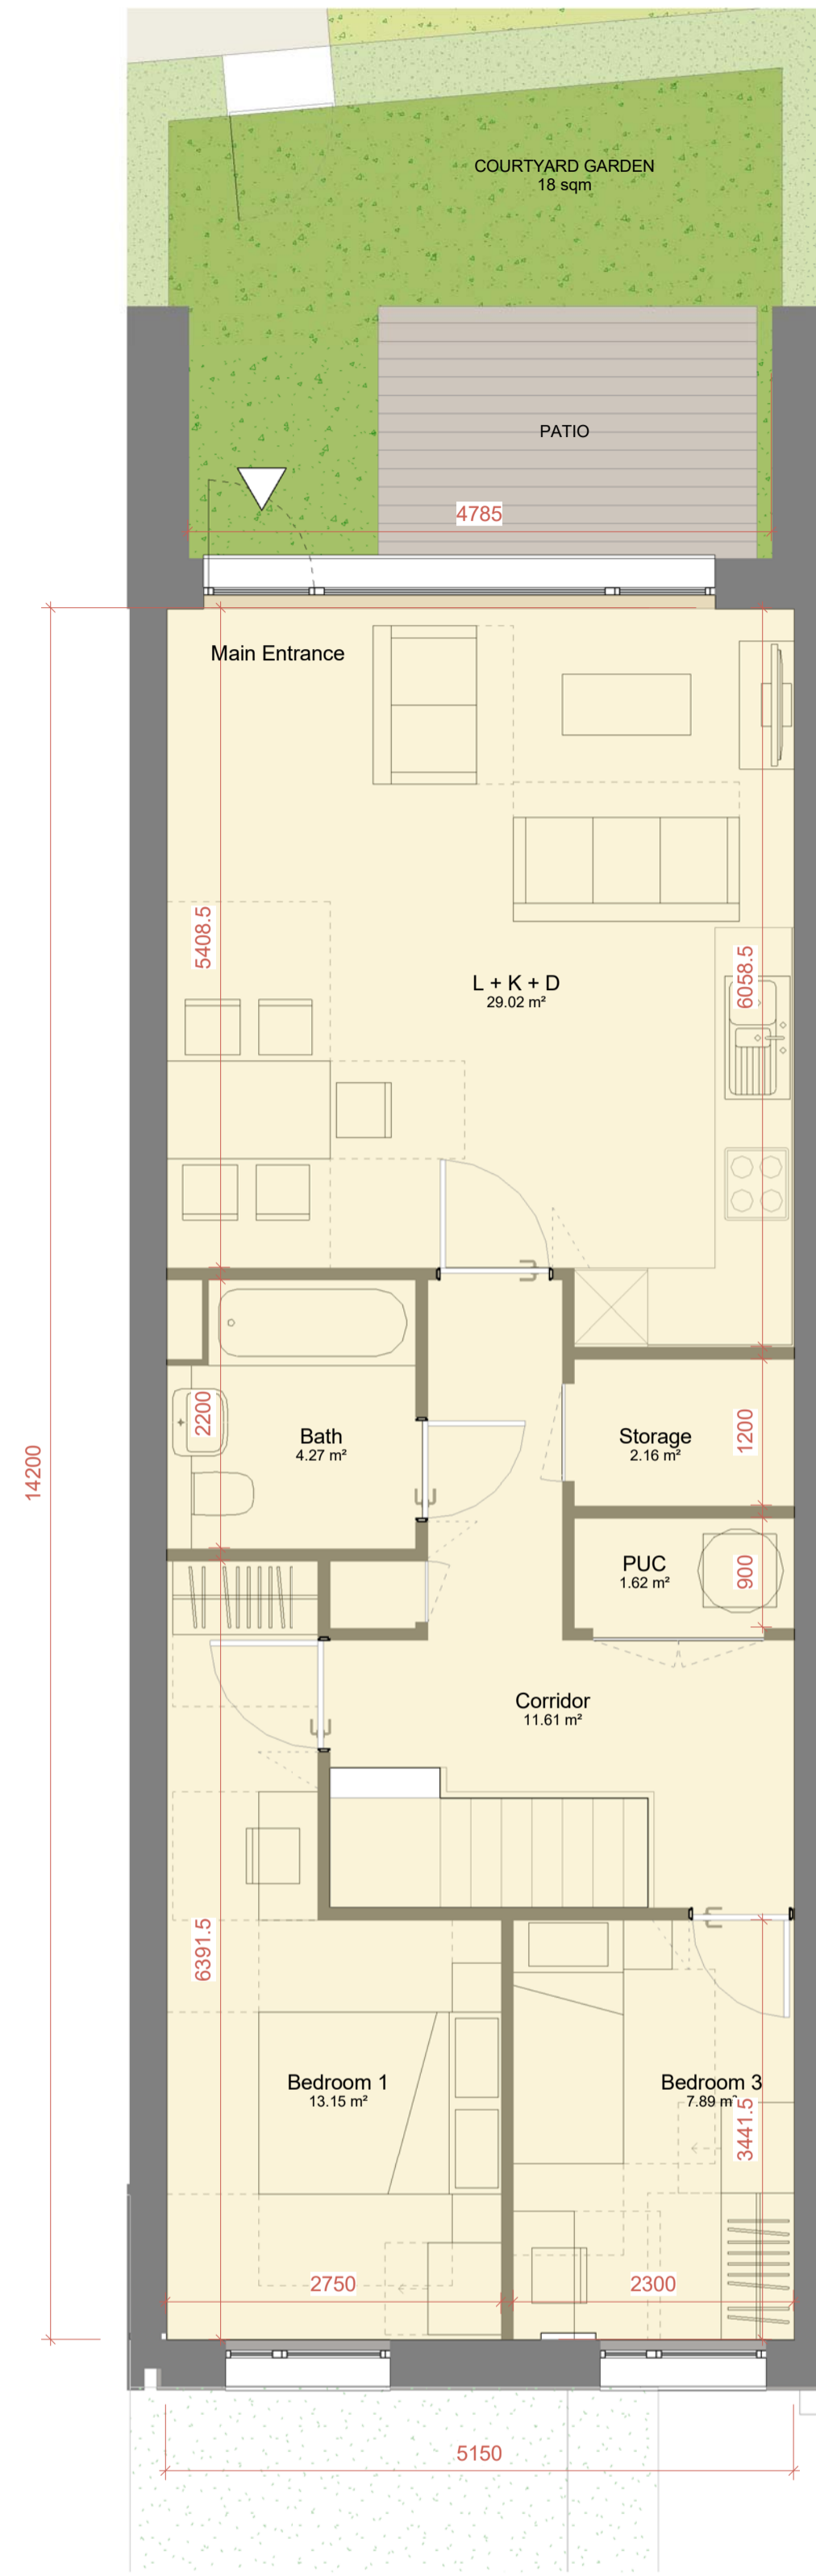 COURTYARD GARDEN
18 sqm
PATIO
4785
Main Entrance
5408.5
6058.5
L + K + D
29.02 m²
14200
2200
Bath
4.27 m²
Storage
2.16 m²
1200
PUC
1.62 m²
900
Corridor
11.61 m²
6391.5
Bedroom 1
13.15 m²
Bedroom 3
7.89 m²
3441.5
2750
2300
5150